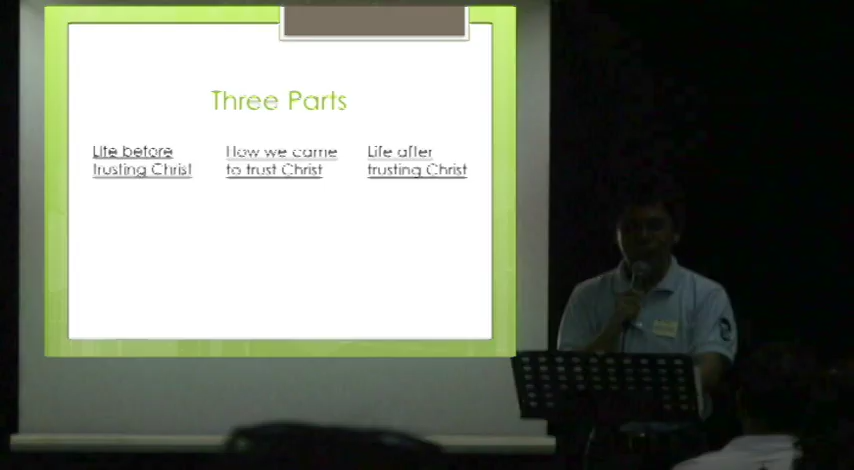 Three Parts
Life before
trusting Christ
How we came
to trust Christ
Life after
trusting Christ